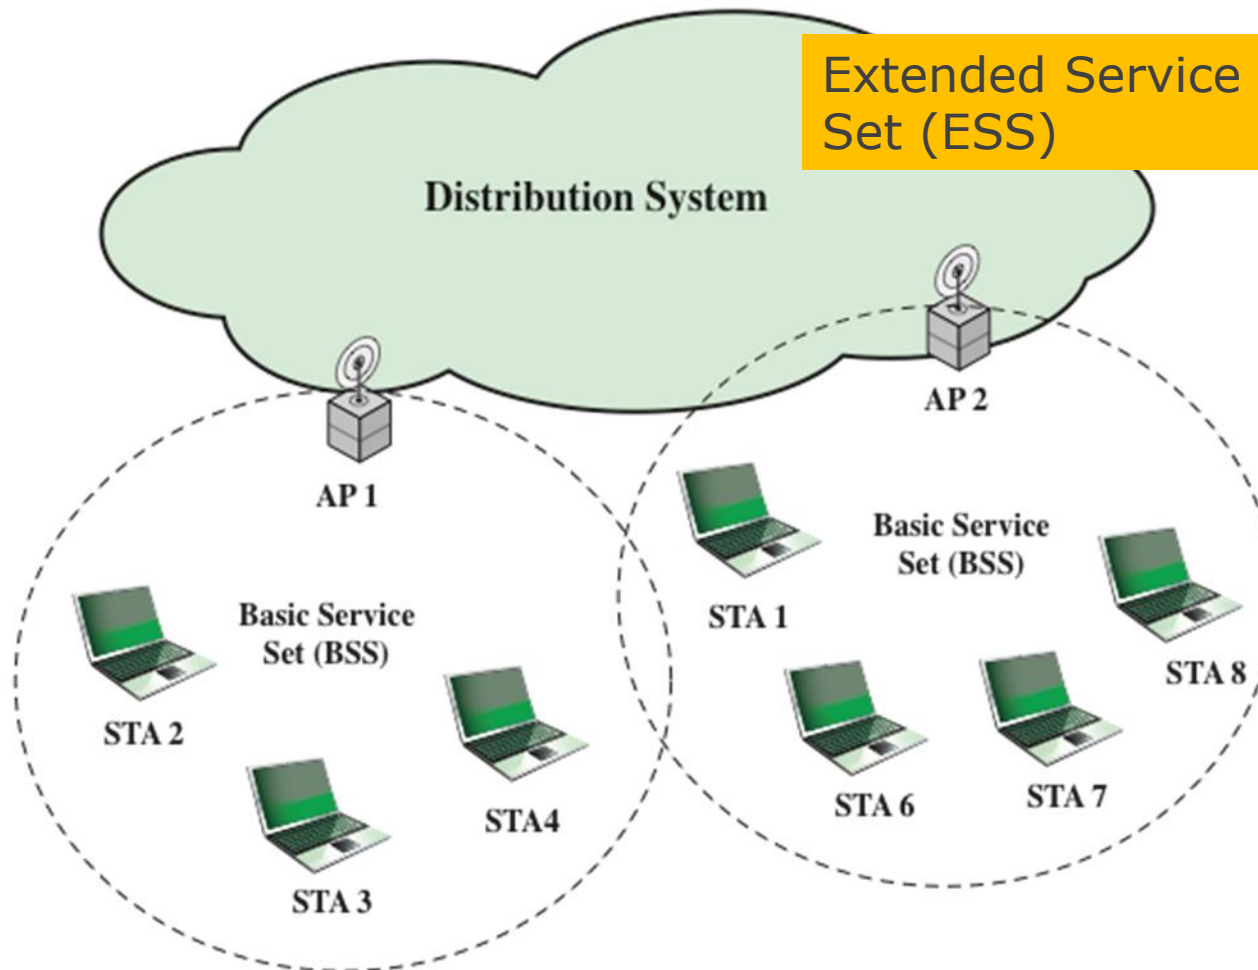 Extended Service
Set (ESS)
Distribution System
AP 2
AP 1
Basic Service
Set (BSS)
STA 1
Basic Service
Set (BSS)
STA 8
STA 2
STA 6
STA 7
STA4
STA 3